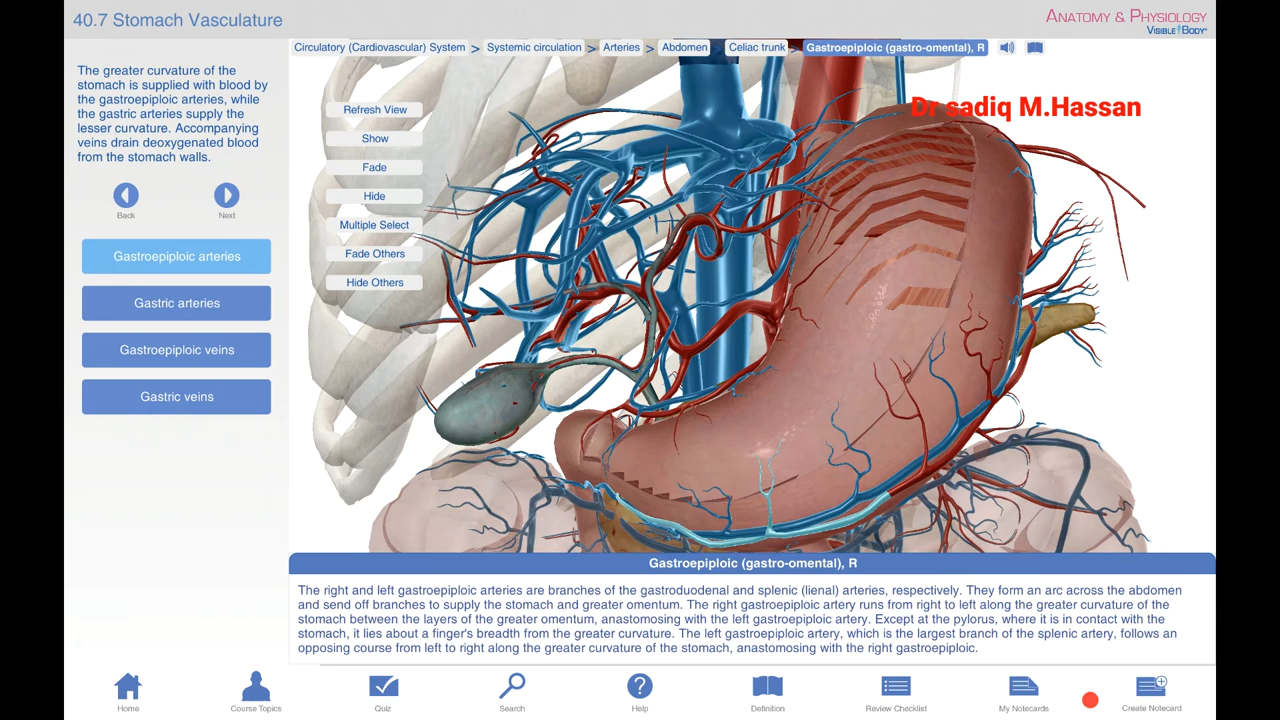 40.7 Stomach Vasculature
ANATOMY & PHYSIOLOGY
VISIBLE BODY®
Circulatory (Cardiovascular) System > Systemic circulation > Arteries > Abdomen > Celiac trunk > Gastroepiploic (gastro-omental), R
The greater curvature of the
stomach is supplied with blood by
the gastroepiploic arteries, while
the gastric arteries supply the
lesser curvature. Accompanying
veins drain deoxygenated blood
from the stomach walls.
Back
Next
Gastroepiploic arteries
Gastric arteries
Gastroepiploic veins
Gastric veins
Refresh View
Show
Fade
Hide
Multiple Select
Fade Others
Hide Others
Dr sadiq M.Hassan
Gastroepiploic (gastro-omental), R
The right and left gastroepiploic arteries are branches of the gastroduodenal and splenic (lienal) arteries, respectively. They form an arc across the abdomen
and send off branches to supply the stomach and greater omentum. The right gastroepiploic artery runs from right to left along the greater curvature of the
stomach between the layers of the greater omentum, anastomosing with the left gastroepiploic artery. Except at the pylorus, where it is in contact with the
stomach, it lies about a finger's breadth from the greater curvature. The left gastroepiploic artery, which is the largest branch of the splenic artery, follows an
opposing course from left to right along the greater curvature of the stomach, anastomosing with the right gastroepiploic.
Home
Course Topics
Quiz
Search
Help
Definition
Review Checklist
My Notecards
Create Notecard